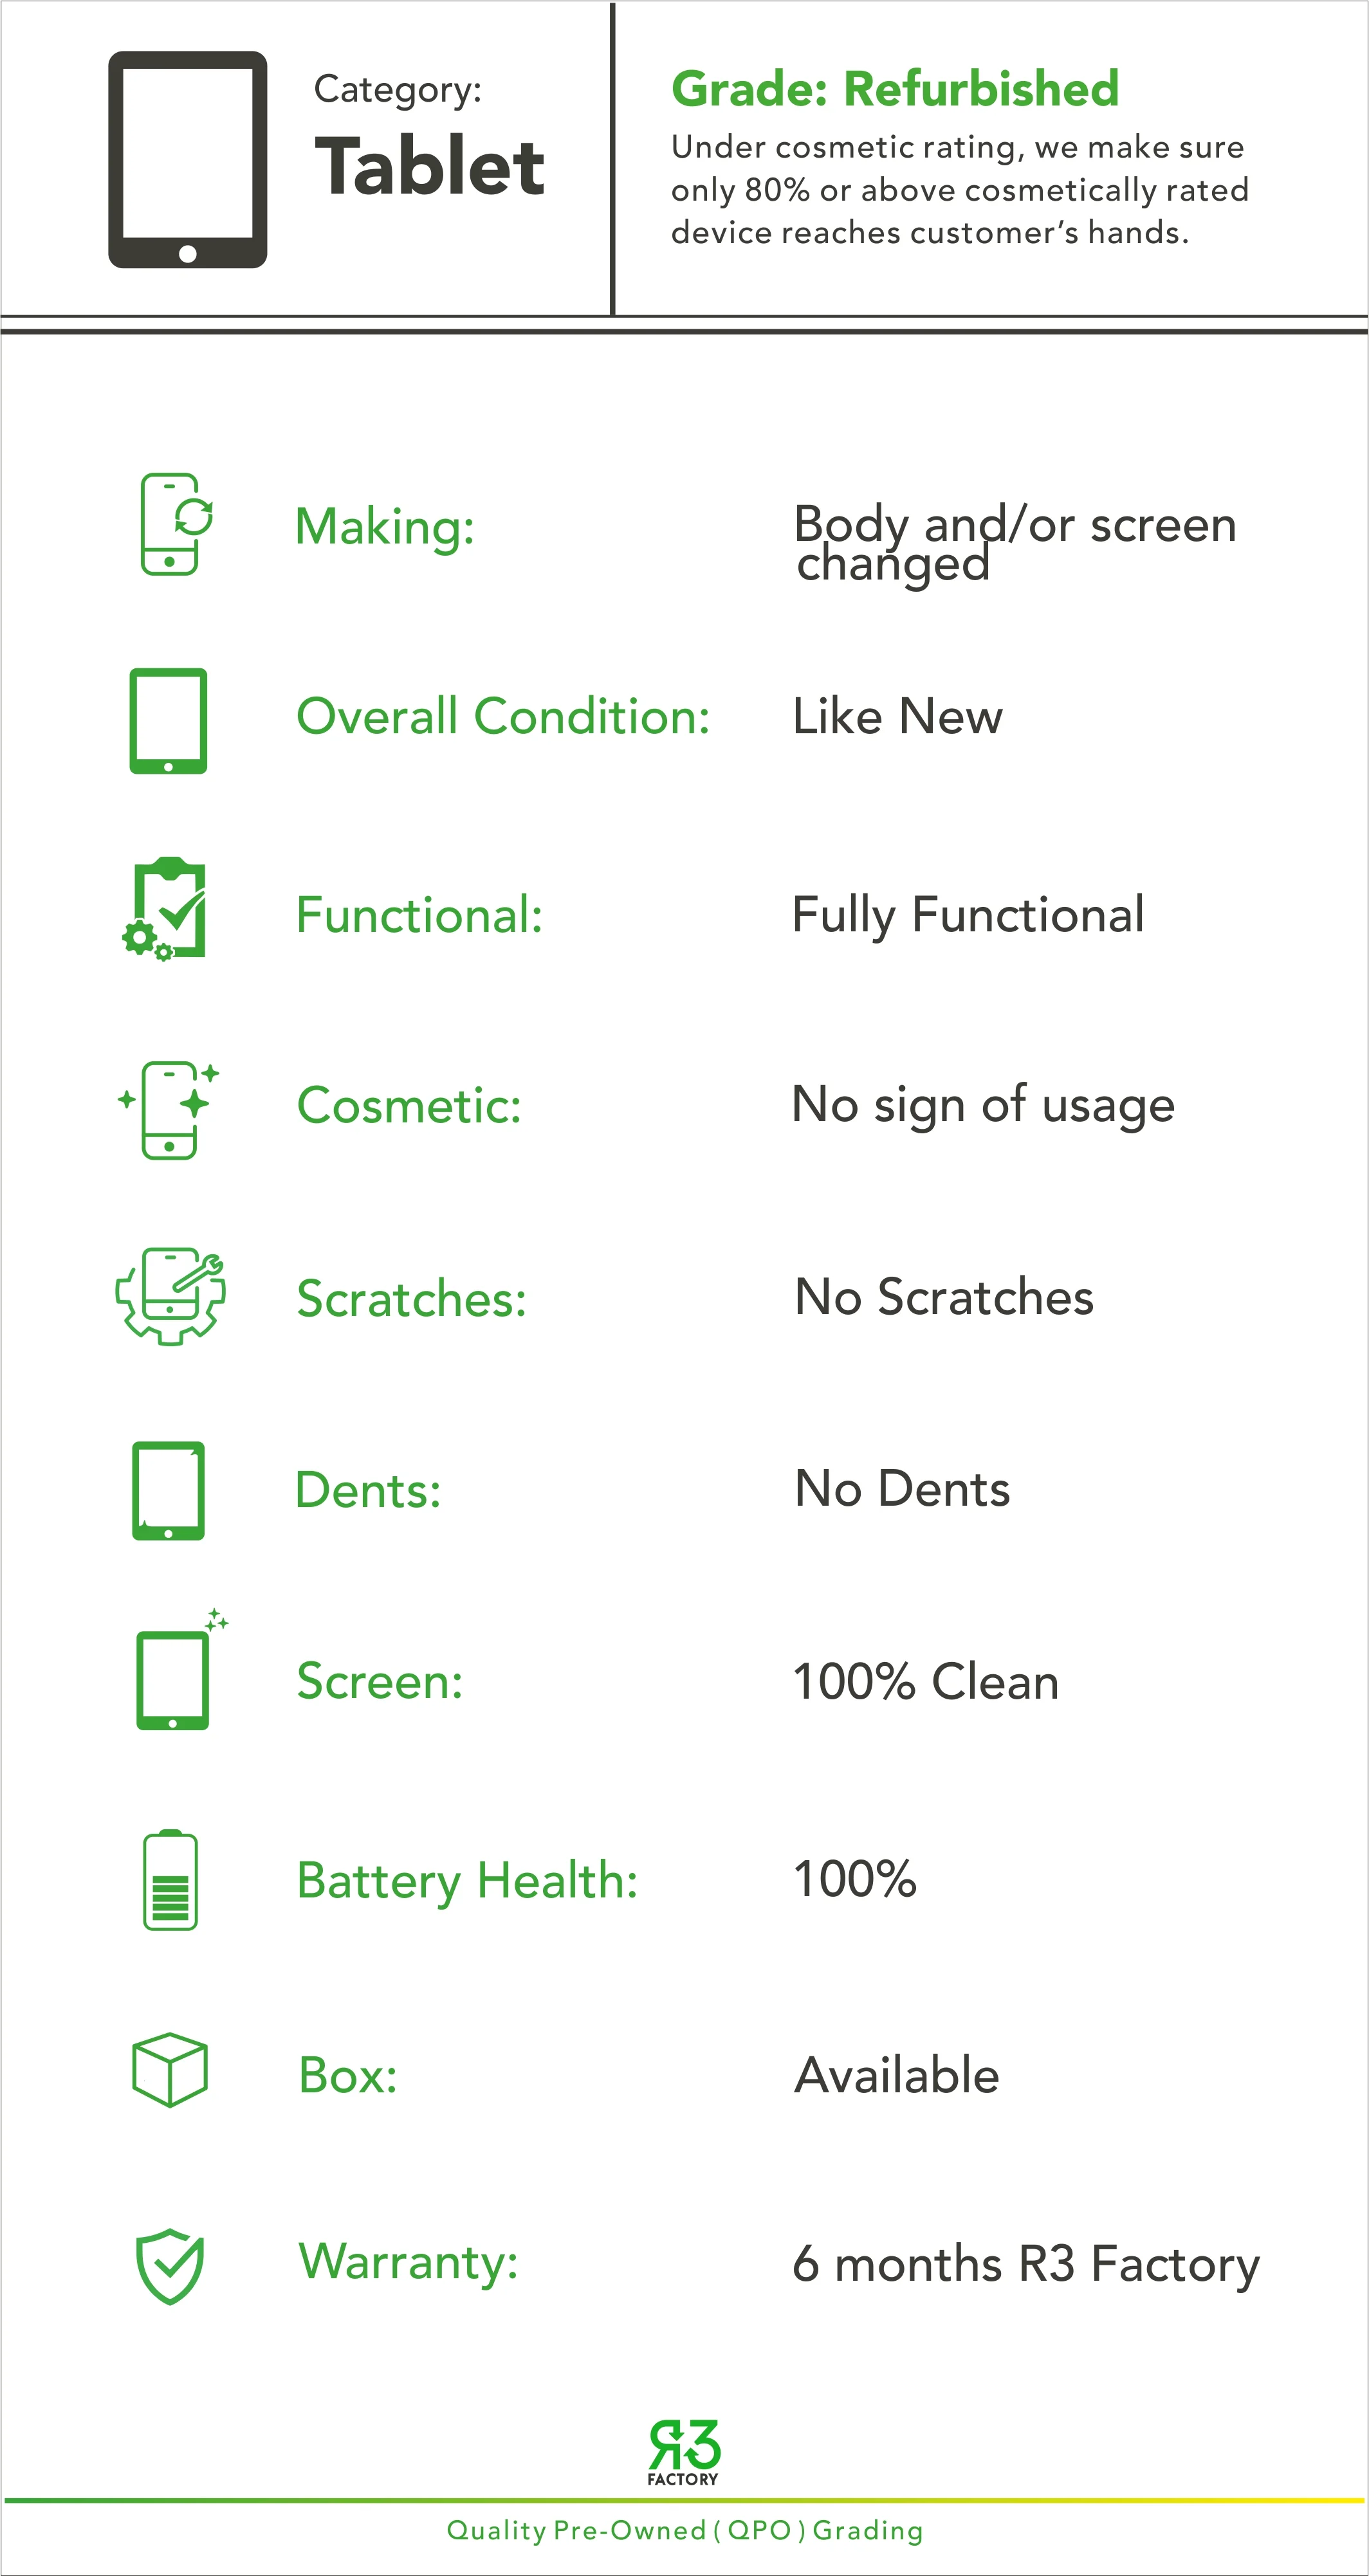 Category:
Tablet
Grade: Refurbished
Under cosmetic rating, we make sure
only 80% or above cosmetically rated
device reaches customer’s hands.
Making:
Body and/or screen
changed
Overall Condition:
Like New
Functional:
Fully Functional
Cosmetic:
No sign of usage
Scratches:
No Scratches
Dents:
No Dents
Screen:
100% Clean
Battery Health:
100%
Box:
Available
Warranty:
6 months R3 Factory
R3
FACTORY
Quality Pre-Owned ( QPO ) Grading